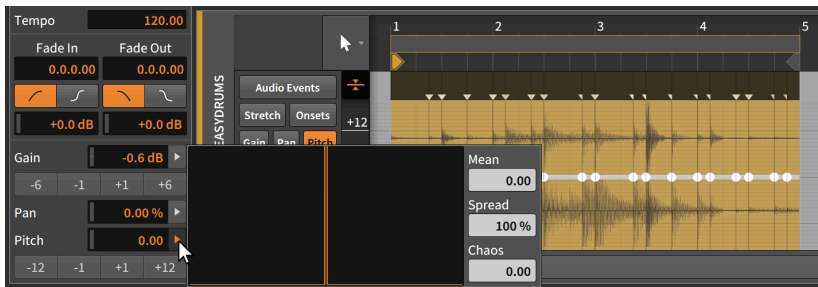 Tempo 120.00
Fade In Fade Out
0.0.0.00 0.0.0.00
+0.0 dB +0.0 dB
Gain -0.6 dB
-6 -1 +1 +6
Pan 0.00 %
Pitch 0.00
-12 -1 +1 +12
EASYDRUMS
1 2 3 4 5
Audio Events
Stretch Onsets
+12
Gain Pan Pitch
Mean
0.00
Spread
100 %
Chaos
0.00